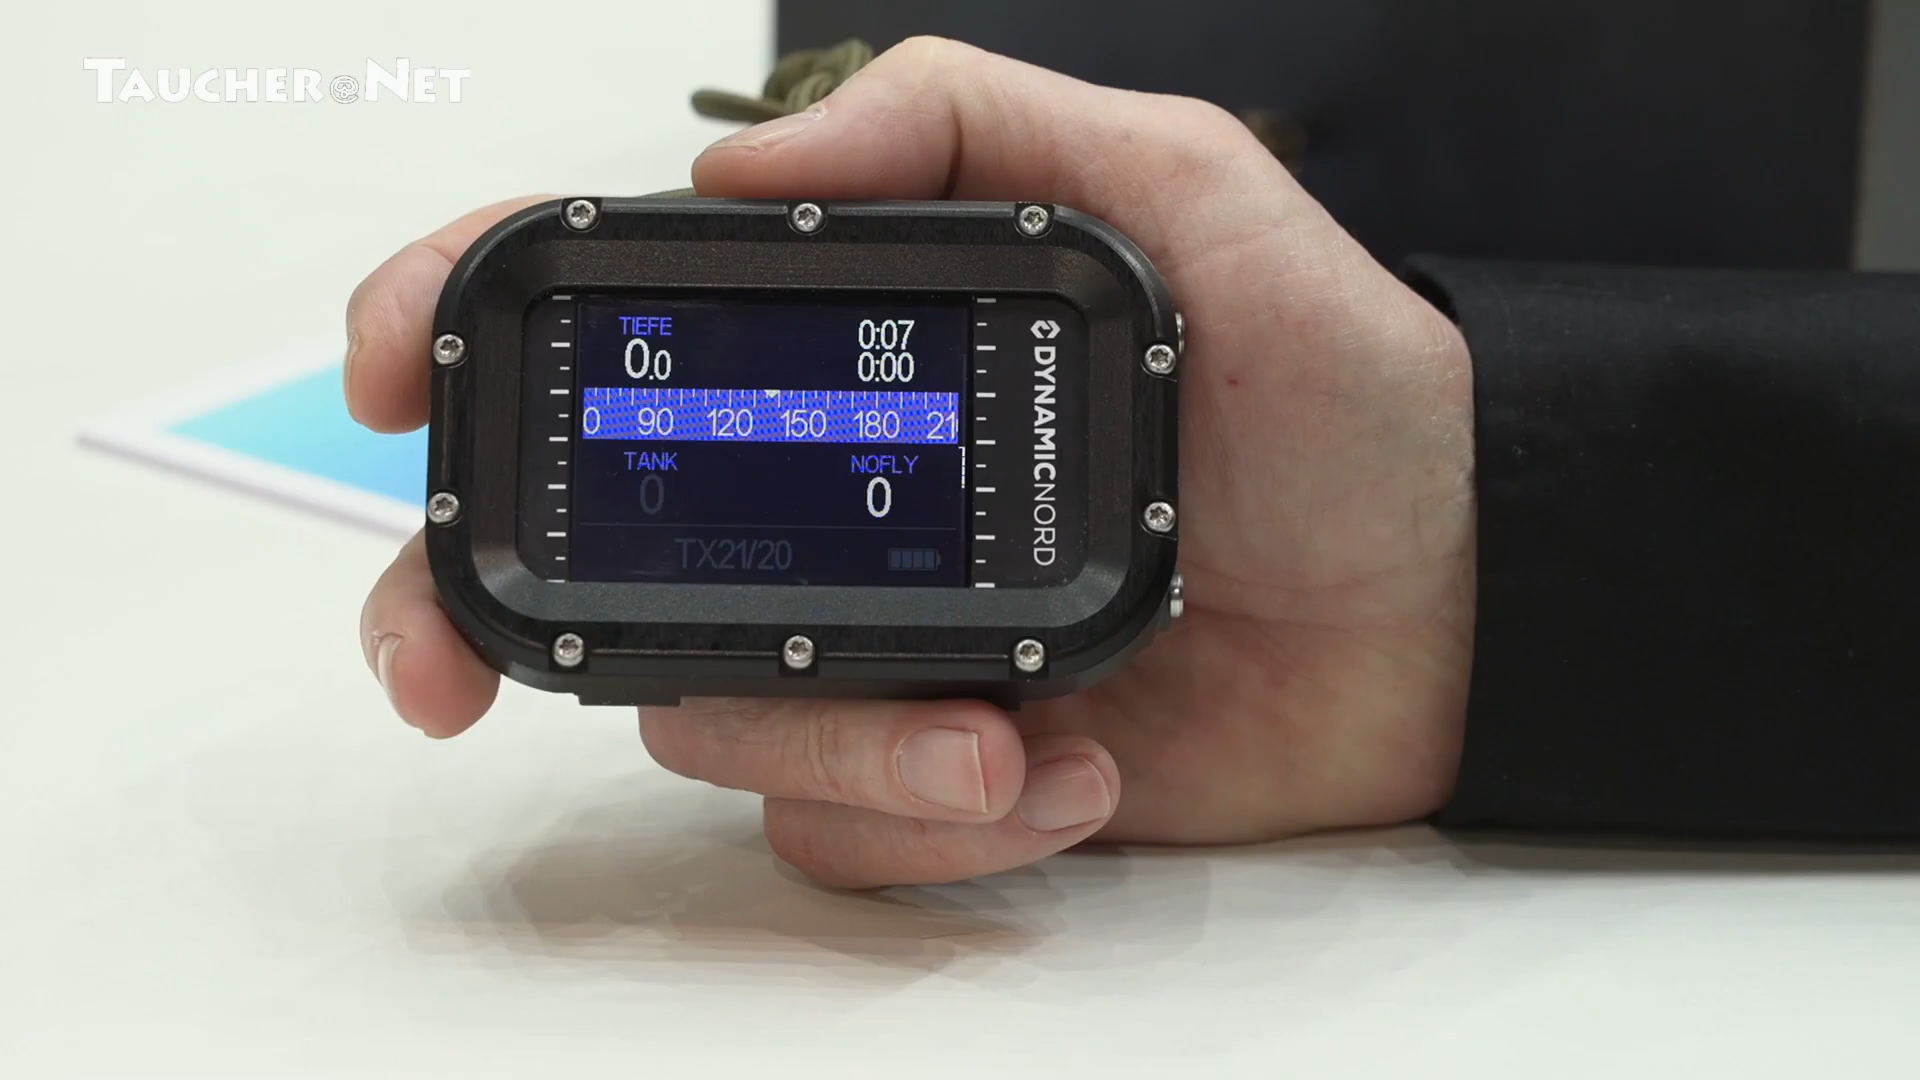 TAUCHER.NET
TIEFE
0.0
0:07
0:00
0 90 120 150 180 21
TANK
0
NOFLY
0
TX21/20
DYNAMICNORD